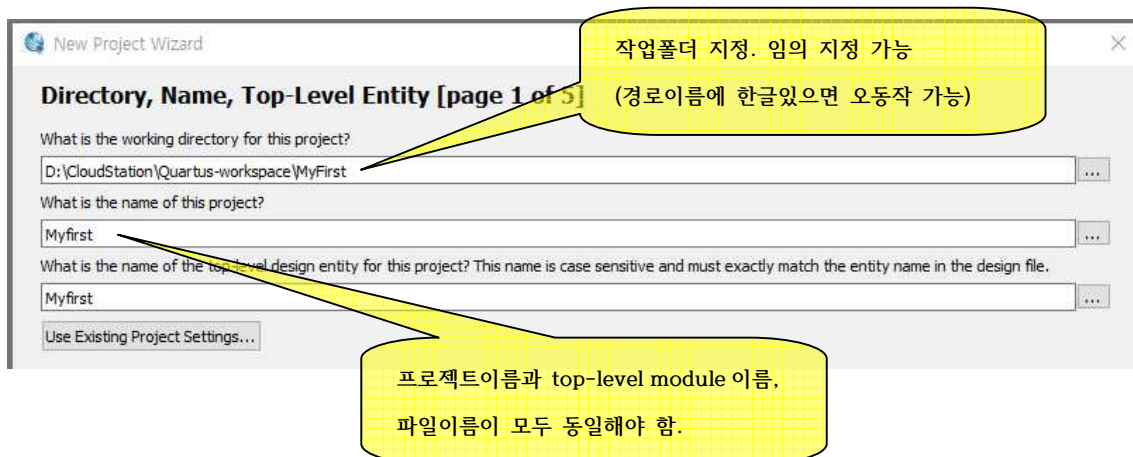 New Project Wizard
작업폴더 지정. 임의 지정 가능
(경로이름에 한글있으면 오동작 가능)
Directory, Name, Top-Level Entity [page 1 of 5]
What is the working directory for this project?
D:\CloudStation\Quartus-workspace\MyFirst
...
What is the name of this project?
Myfirst
...
What is the name of the top-level design entity for this project? This name is case sensitive and must exactly match the entity name in the design file.
Myfirst
...
Use Existing Project Settings...
프로젝트이름과 top-level module 이름,
파일이름이 모두 동일해야 함.